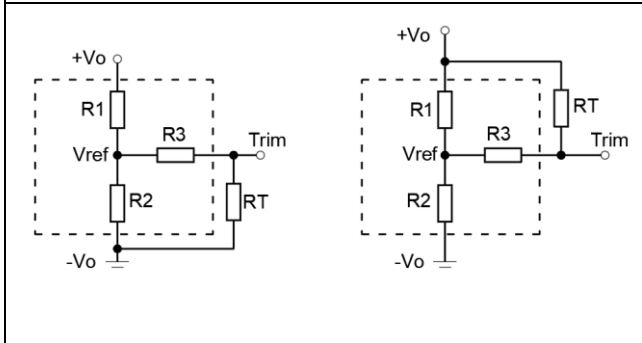 +Vo
R1
R3
Trim
Vref
R2
RT
-Vo
+Vo
R1
RT
R3
Trim
Vref
R2
-Vo